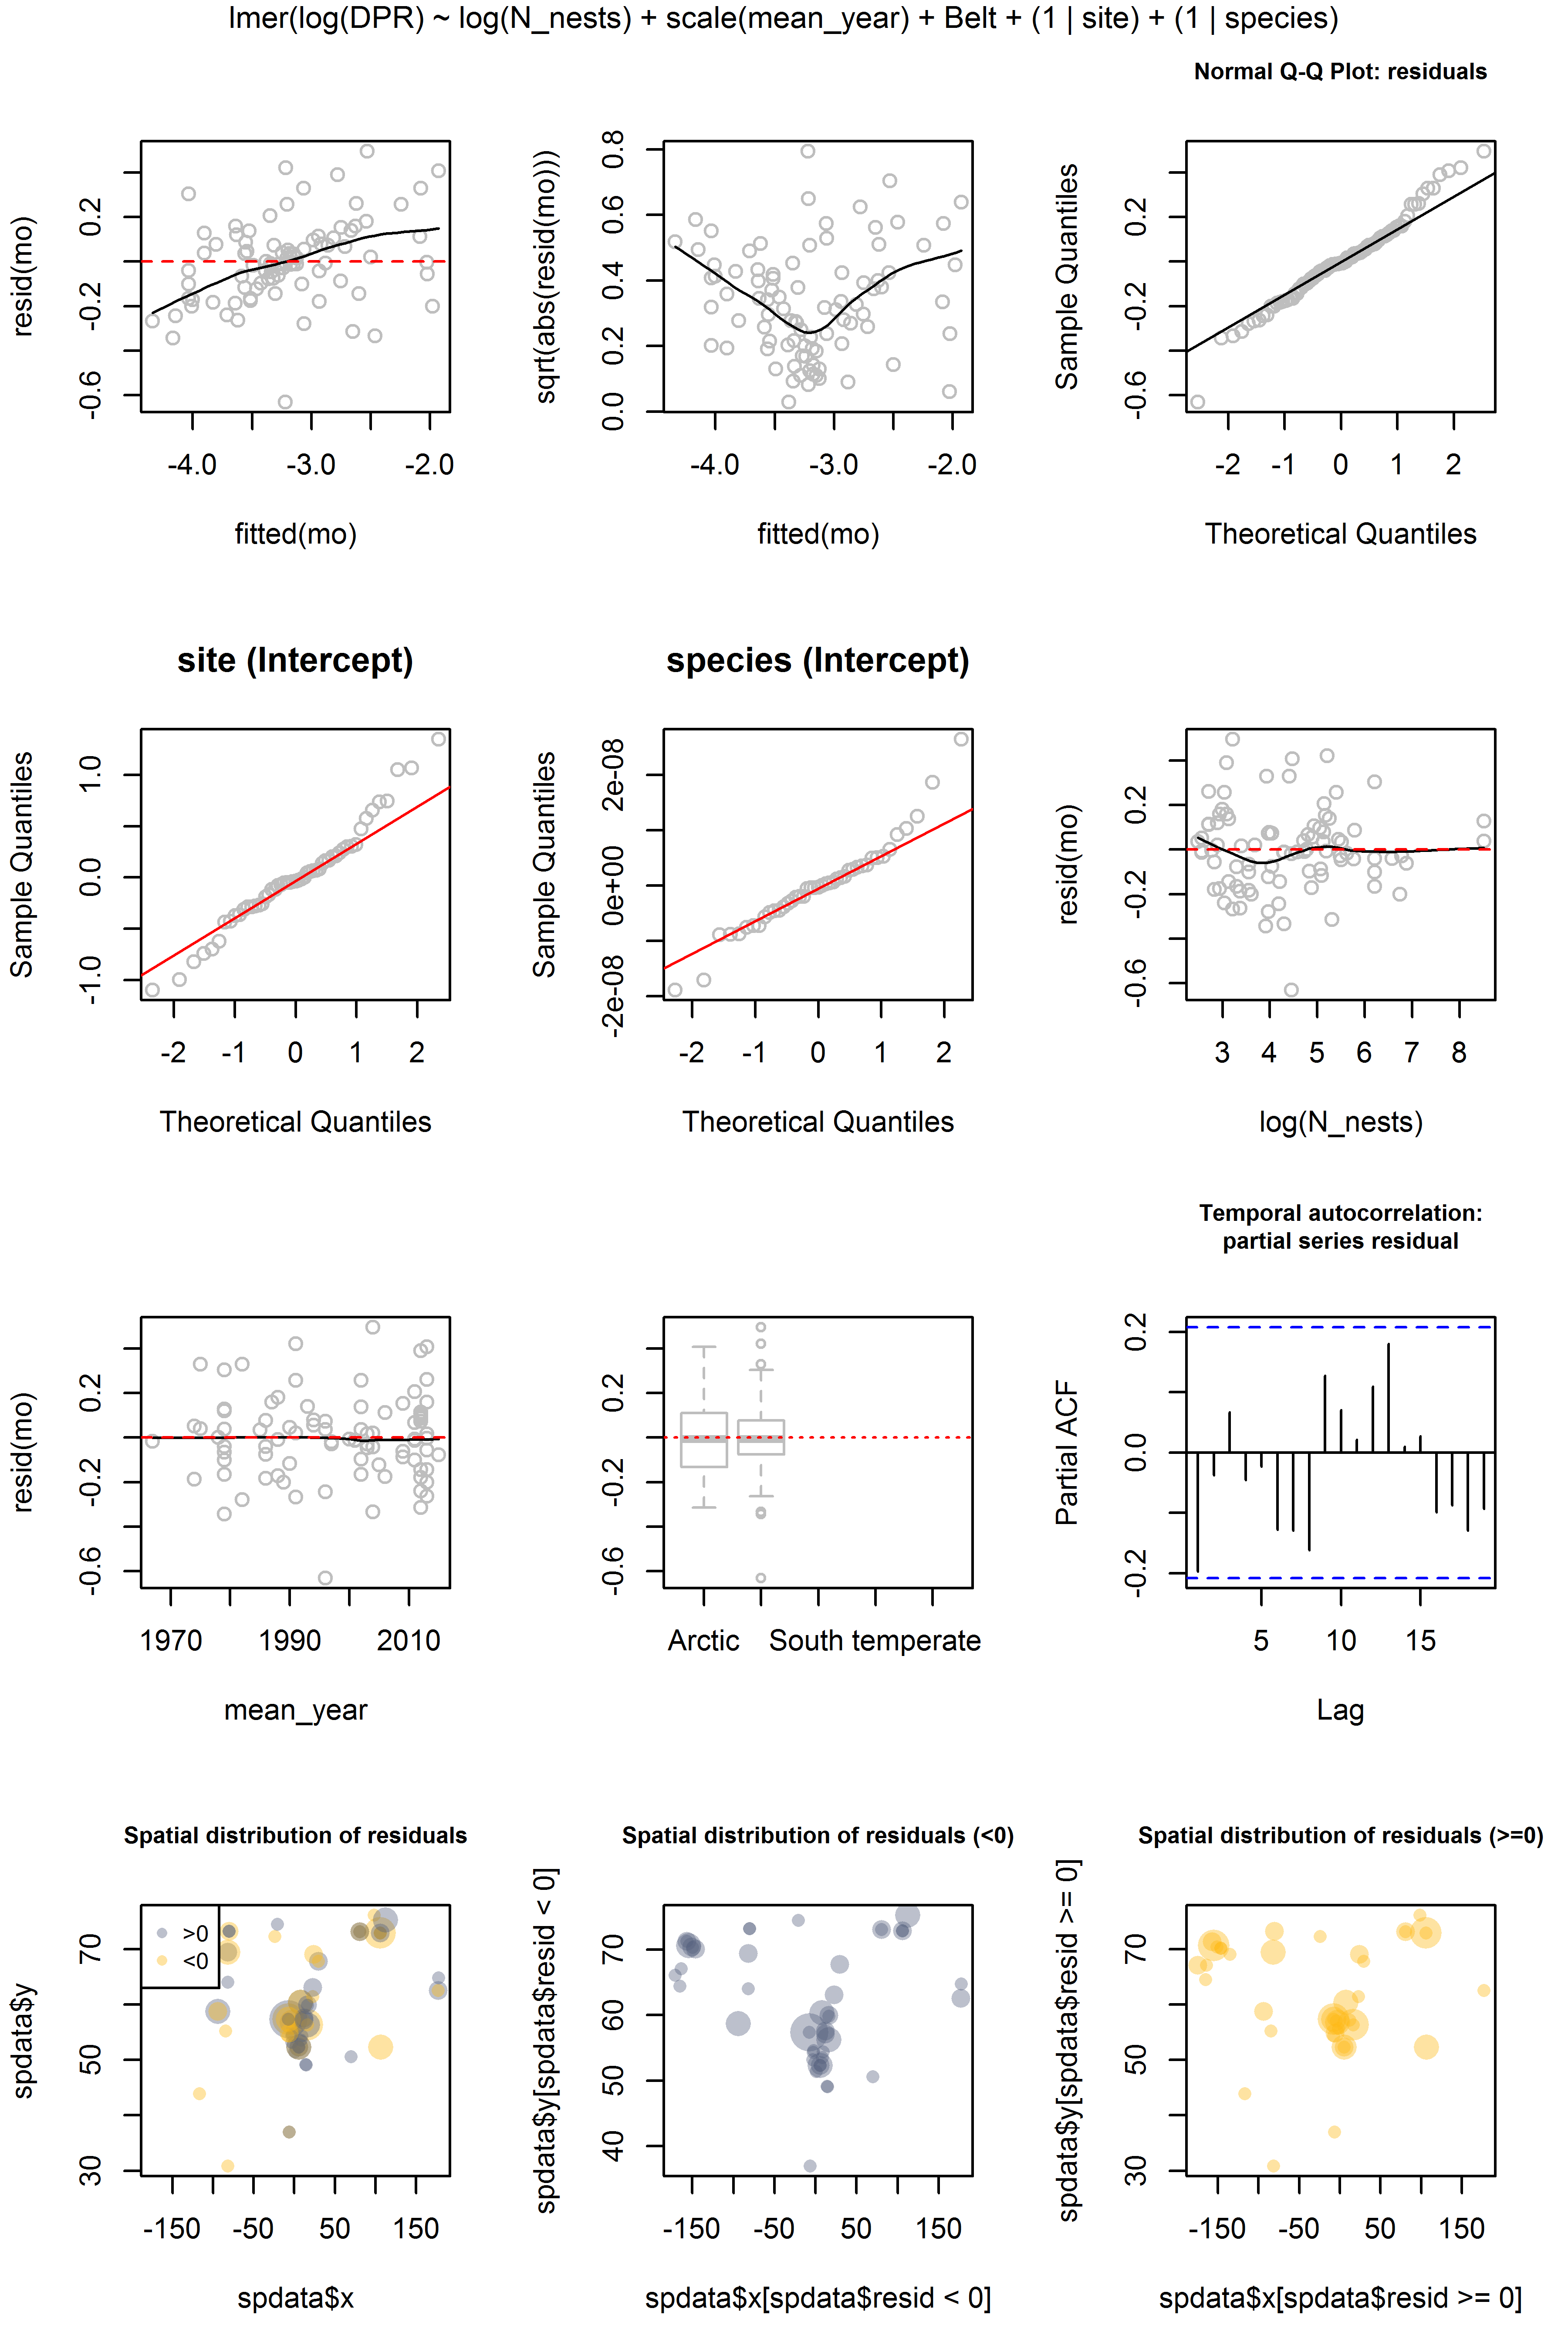 lmer(log(DPR) ~ log(N_nests) + scale(mean_year) + Belt + (1 | site) + (1 | species)
Normal Q-Q Plot: residuals
resid(mo)
0.2
-0.2
-0.6
-4.0 -3.0 -2.0
fitted(mo)
sqrt(abs(resid(mo)))
0.8
0.6
0.4
0.2
0.0
-4.0 -3.0 -2.0
fitted(mo)
Sample Quantiles
0.2
-0.2
-0.6
-2 -1 0 1 2
Theoretical Quantiles
site (Intercept)
Sample Quantiles
1.0
0.0
-1.0
-2 -1 0 1 2
Theoretical Quantiles
species (Intercept)
Sample Quantiles
2e-08
0e+00
-2e-08
-2 -1 0 1 2
Theoretical Quantiles
resid(mo)
0.2
-0.2
-0.6
3 4 5 6 7 8
log(N_nests)
resid(mo)
0.2
-0.2
-0.6
1970 1990 2010
mean_year
0.2
-0.2
-0.6
Arctic South temperate
Temporal autocorrelation:
partial series residual
Partial ACF
0.2
0.0
-0.2
5 10 15
Lag
Spatial distribution of residuals
spdata$y
70
50
30
>0
<0
-150 -50 50 150
spdata$x
Spatial distribution of residuals (<0)
spdata$y[spdata$resid < 0]
70
60
50
40
-150 -50 50 150
spdata$x[spdata$resid < 0]
Spatial distribution of residuals (>=0)
spdata$y[spdata$resid >= 0]
70
50
30
-150 -50 50 150
spdata$x[spdata$resid >= 0]